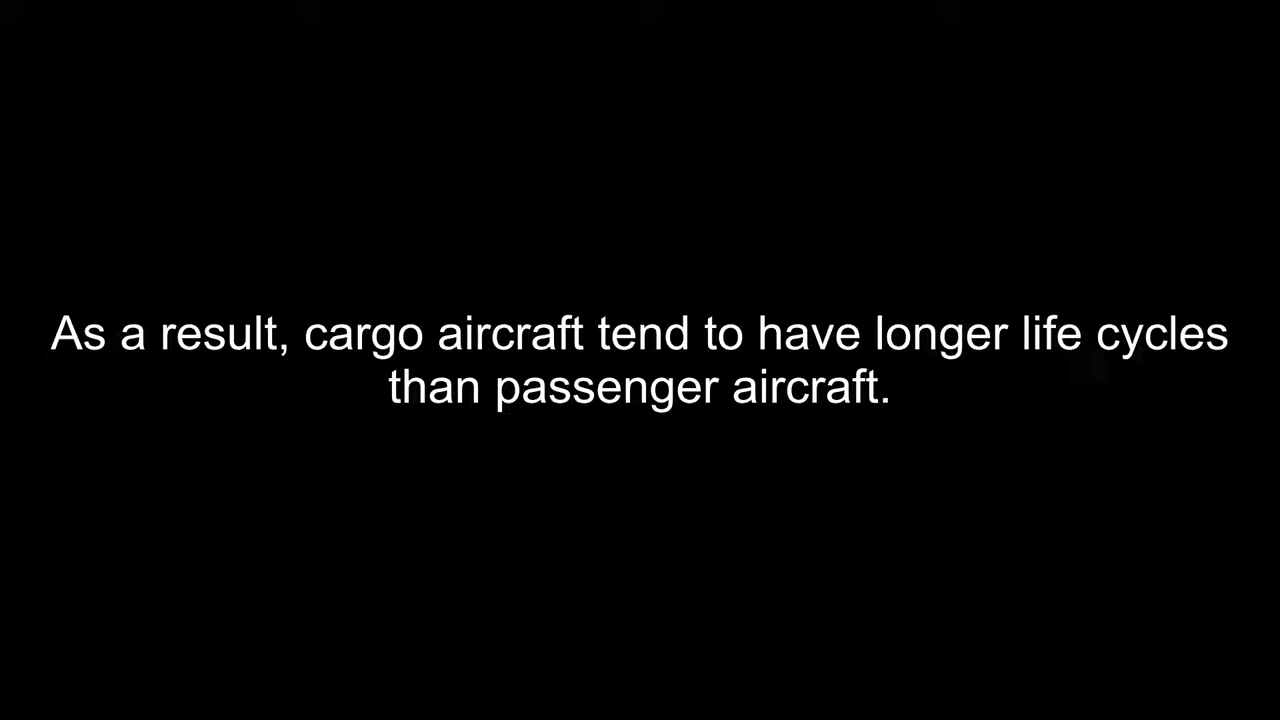 As a result, cargo aircraft tend to have longer life cycles
than passenger aircraft.